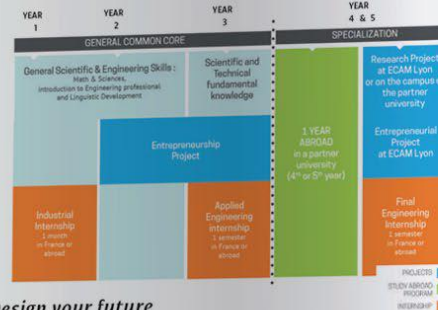 YEAR
1
YEAR
2
YEAR
3
YEAR
4 & 5
GENERAL COMMON CORE
SPECIALIZATION
General Scientific & Engineering Skills :
Math & Sciences,
introduction to Engineering professional
and Linguistic Development
Scientific and
Technical
fundamental
knowledge
Entrepreneurship
Project
Industrial
Internship
1 month
in France or
abroad
Applied
Engineering
internship
1 semester
in France or
abroad
1 YEAR
ABROAD
in a partner
university
(4th or 5th year)
Research Project
at ECAM Lyon
or on the campus of
the partner
university
Entrepreneurial
Project
at ECAM Lyon
Final
Engineering
Internship
1 semester
in France or
abroad
PROJECTS
STUDY ABROAD
PROGRAM
INTERNSHIP
esign your future